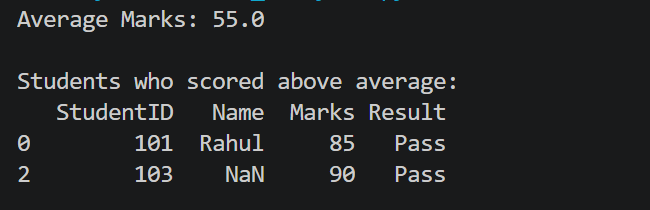 Average Marks: 55.0
Students who scored above average:
StudentID Name Marks Result
0 101 Rahul 85 Pass
2 103 NaN 90 Pass